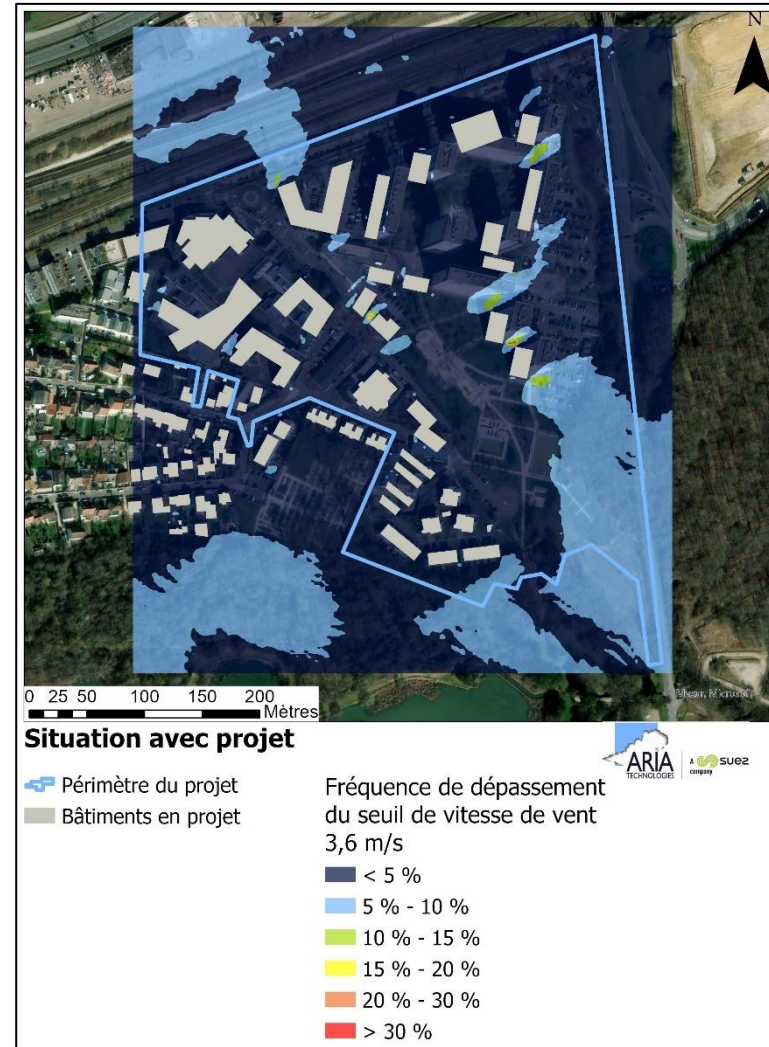 N
0 25 50 100 150 200
Mètres
Situation avec projet
ARIA
TECHNOLOGIES
A SUEZ
company
Périmètre du projet
Bâtiments en projet
Fréquence de dépassement
du seuil de vitesse de vent
3,6 m/s
< 5 %
5 % - 10 %
10 % - 15 %
15 % - 20 %
20 % - 30 %
> 30 %